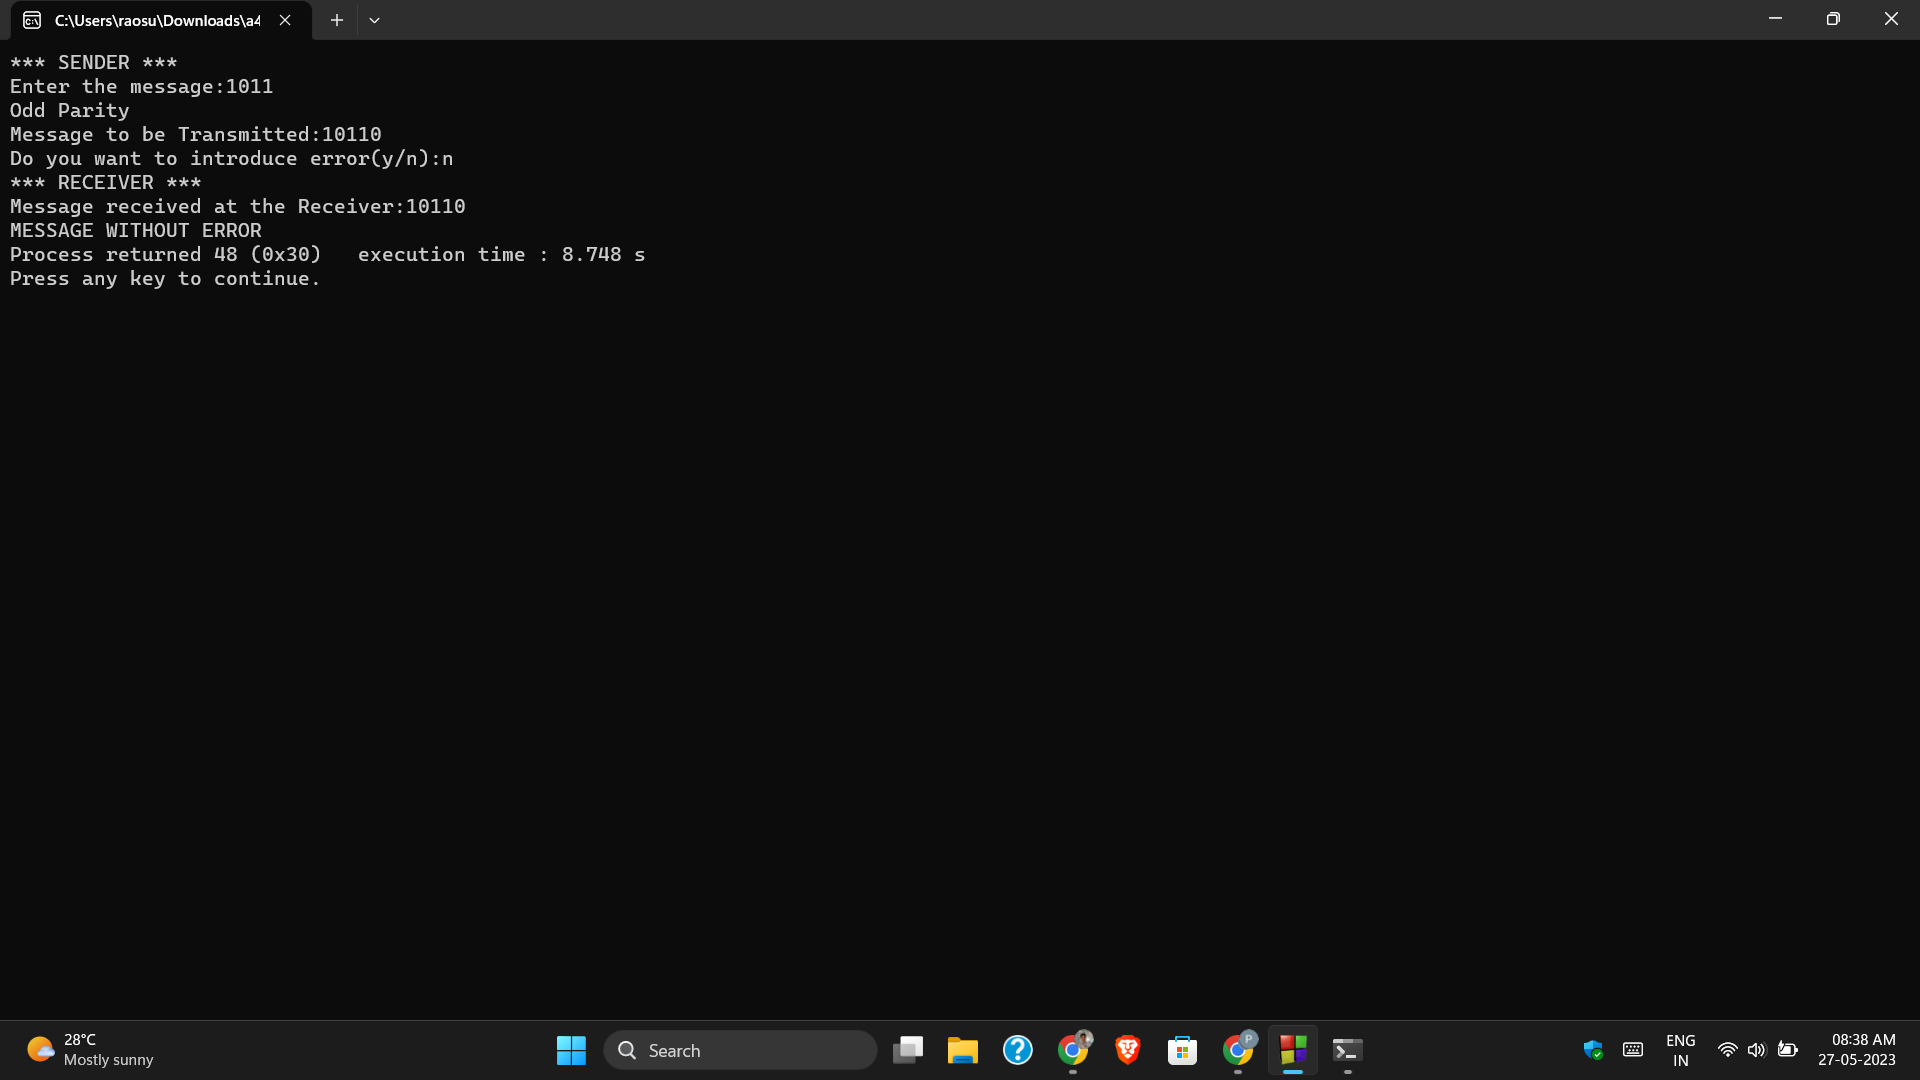 C:\Users\raosu\Downloads\a4
*** SENDER ***
Enter the message:1011
Odd Parity
Message to be Transmitted:10110
Do you want to introduce error(y/n):n
*** RECEIVER ***
Message received at the Receiver:10110
MESSAGE WITHOUT ERROR
Process returned 48 (0x30)   execution time : 8.748 s
Press any key to continue.
28°C
Mostly sunny
Search
P
ENG
IN
08:38 AM
27-05-2023